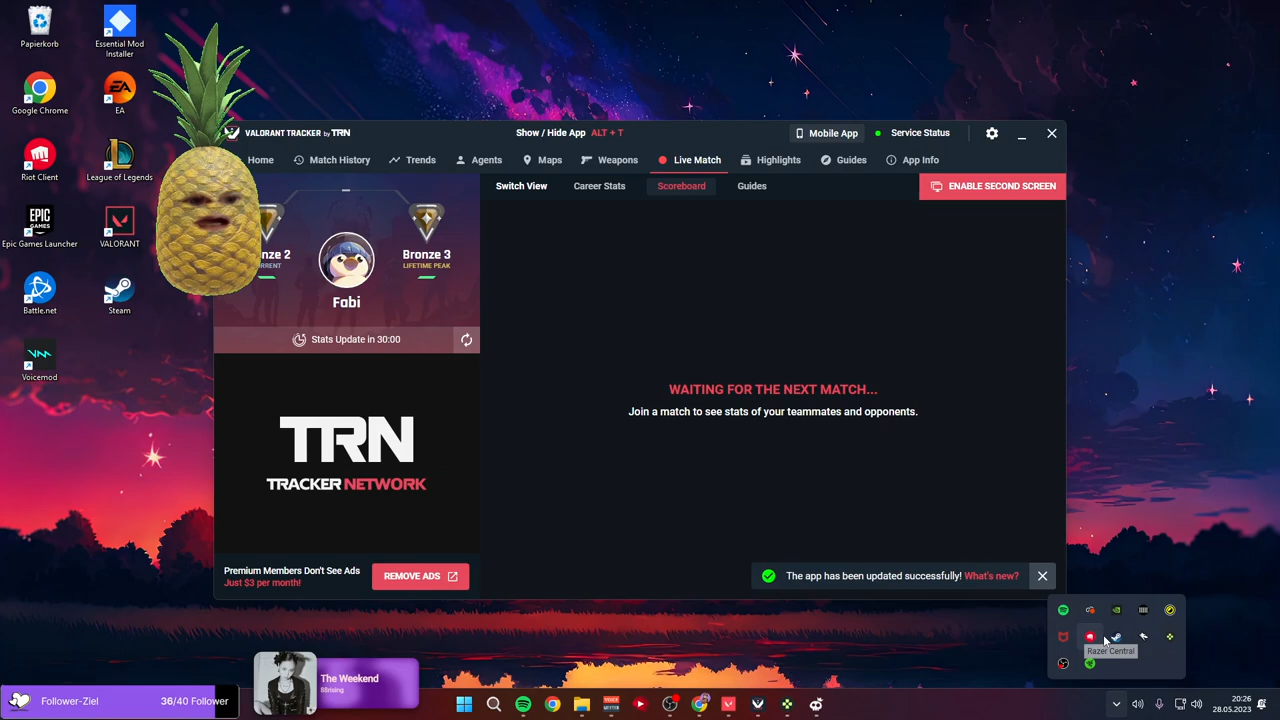 Papierkorb
Essential Mod
Installer
Google Chrome
EA
Riot Client
League of Legends
EPIC
GAMES
Epic Games Launcher
VALORANT
Battle.net
Steam
Voicemod
VALORANT TRACKER by TRN
Show / Hide App ALT + T
Mobile App
Service Status
Home
Match History
Trends
Agents
Maps
Weapons
Live Match
Highlights
Guides
App Info
Switch View
Career Stats
Scoreboard
Guides
ENABLE SECOND SCREEN
nze 2
RRENT
Bronze 3
LIFETIME PEAK
Fabi
Stats Update in 30:00
TRN
TRACKER NETWORK
WAITING FOR THE NEXT MATCH...
Join a match to see stats of your teammates and opponents.
Premium Members Don't See Ads
Just $3 per month!
REMOVE ADS
The app has been updated successfully! What's new?
Razer Central
The Weekend
88rising
Follower-Ziel
36/40 Follower
20:26
28.05.2023